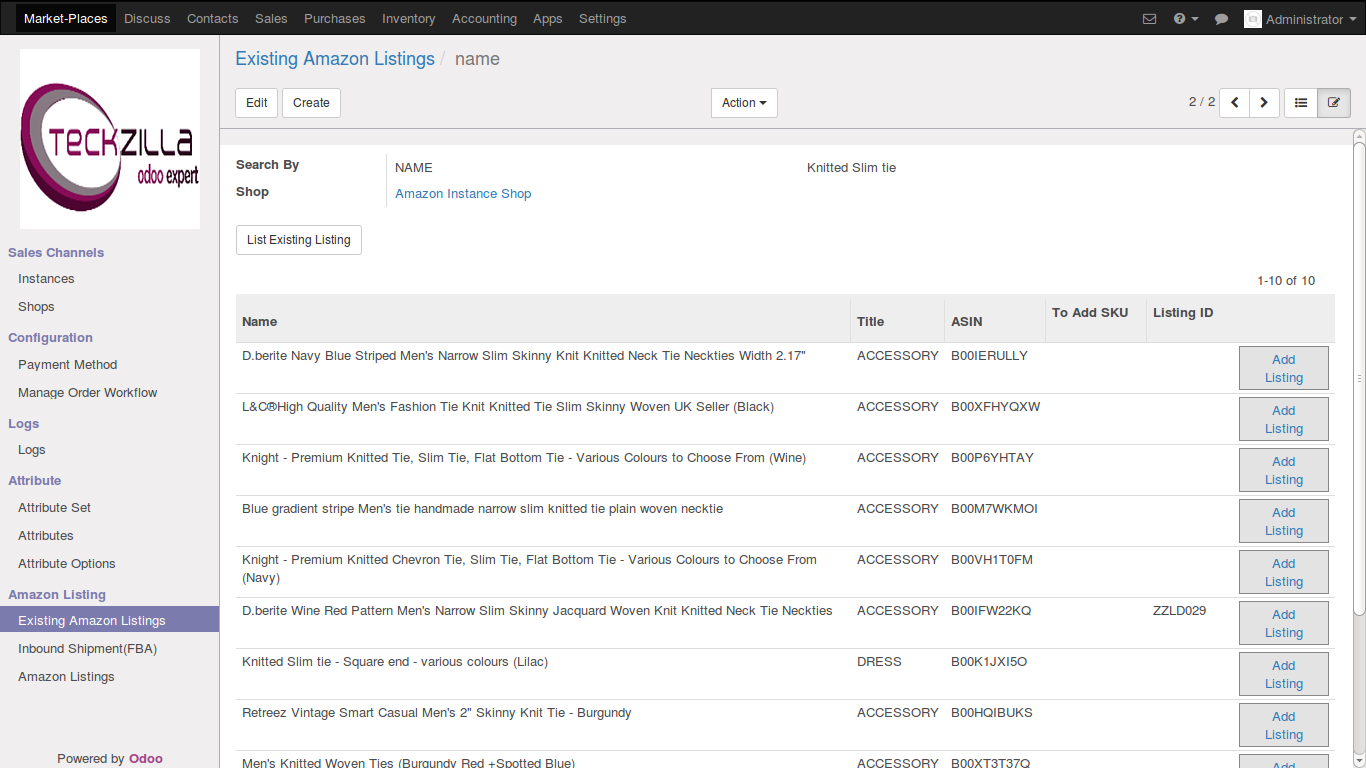 Market-Places Discuss Contacts Sales Purchases Inventory Accounting Apps Settings Administrator
TECKZILLA
odoo expert
Sales Channels
Instances
Shops
Configuration
Payment Method
Manage Order Workflow
Logs
Logs
Attribute
Attribute Set
Attributes
Attribute Options
Amazon Listing
Existing Amazon Listings
Inbound Shipment(FBA)
Amazon Listings
Powered by Odoo
Existing Amazon Listings / name
Edit Create Action 2 / 2
Search By NAME Knitted Slim tie
Shop Amazon Instance Shop
List Existing Listing
1-10 of 10
Name Title ASIN To Add SKU Listing ID
D.berite Navy Blue Striped Men's Narrow Slim Skinny Knit Knitted Neck Tie Neckties Width 2.17" ACCESSORY B00IERULLY Add
Listing
L&C®High Quality Men's Fashion Tie Knit Knitted Tie Slim Skinny Woven UK Seller (Black) ACCESSORY B00XFHYQXW Add
Listing
Knight - Premium Knitted Tie, Slim Tie, Flat Bottom Tie - Various Colours to Choose From (Wine) ACCESSORY B00P6YHTAY Add
Listing
Blue gradient stripe Men's tie handmade narrow slim knitted tie plain woven necktie ACCESSORY B00M7WKMOI Add
Listing
Knight - Premium Knitted Chevron Tie, Slim Tie, Flat Bottom Tie - Various Colours to Choose From ACCESSORY B00VH1T0FM Add
(Navy) Listing
D.berite Wine Red Pattern Men's Narrow Slim Skinny Jacquard Woven Knit Knitted Neck Tie Neckties ACCESSORY B00IFW22KQ ZZLD029 Add
Listing
Knitted Slim tie - Square end - various colours (Lilac) DRESS B00K1JXI5O Add
Listing
Retreez Vintage Smart Casual Men's 2" Skinny Knit Tie - Burgundy ACCESSORY B00HQIBUKS Add
Listing
Men's Knitted Woven Ties (Burgundy Red +Spotted Blue) ACCESSORY B00XT3T37Q Add